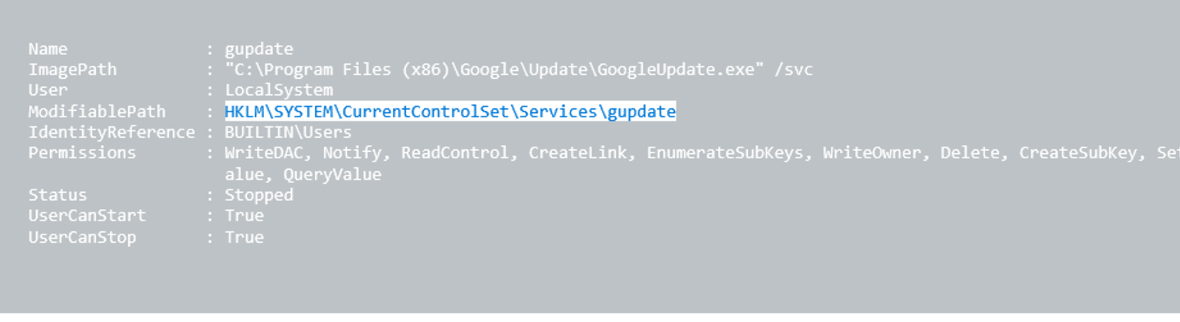 Name : gupdate
ImagePath : "C:\Program Files (x86)\Google\Update\GoogleUpdate.exe" /svc
User : LocalSystem
ModifiablePath : HKLM\SYSTEM\CurrentControlSet\Services\gupdate
IdentityReference : BUILTIN\Users
Permissions : WriteDAC, Notify, ReadControl, CreateLink, EnumerateSubKeys, WriteOwner, Delete, CreateSubKey, Set
alue, QueryValue
Status : Stopped
UserCanStart : True
UserCanStop : True